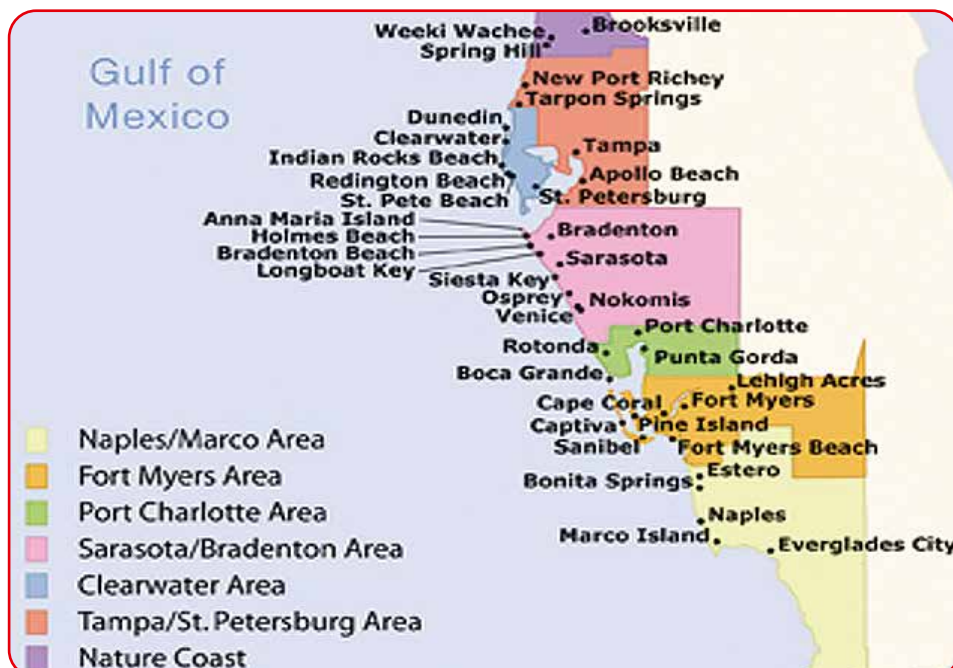 Gulf of
Mexico
Weeki Wachee
Brooksville
Spring Hill
New Port Richey
Tarpon Springs
Dunedin
Clearwater
Tampa
Indian Rocks Beach
Apollo Beach
Redington Beach
St. Pete Beach
St. Petersburg
Anna Maria Island
Holmes Beach
Bradenton
Bradenton Beach
Longboat Key
Sarasota
Siesta Key
Osprey
Nokomis
Venice
Port Charlotte
Rotonda
Punta Gorda
Boca Grande
Lehigh Acres
Cape Coral
Fort Myers
Captiva
Pine Island
Sanibel
Fort Myers Beach
Estero
Bonita Springs
Naples
Marco Island
Everglades City
Naples/Marco Area
Fort Myers Area
Port Charlotte Area
Sarasota/Bradenton Area
Clearwater Area
Tampa/St. Petersburg Area
Nature Coast